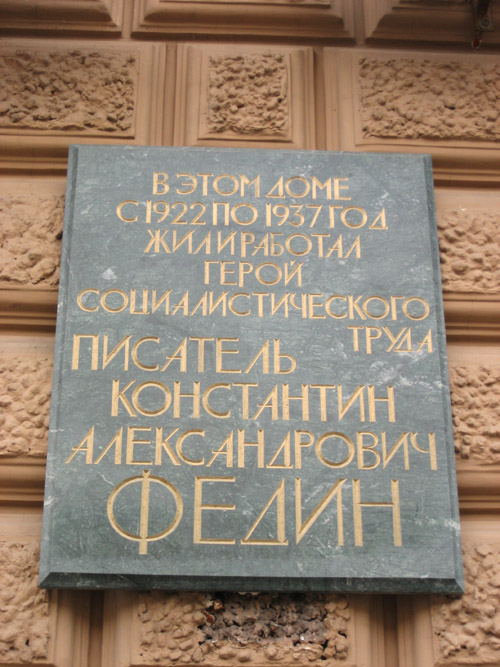 В ЭТОМ ДОМЕ
С 1922 ПО 1937 ГОД
ЖИЛ И РАБОТАЛ
ГЕРОЙ
СОЦИАЛИСТИЧЕСКОГО
ТРУДА
ПИСАТЕЛЬ
КОНСТАНТИН
АЛЕКСАНДРОВИЧ
ФЕДИН